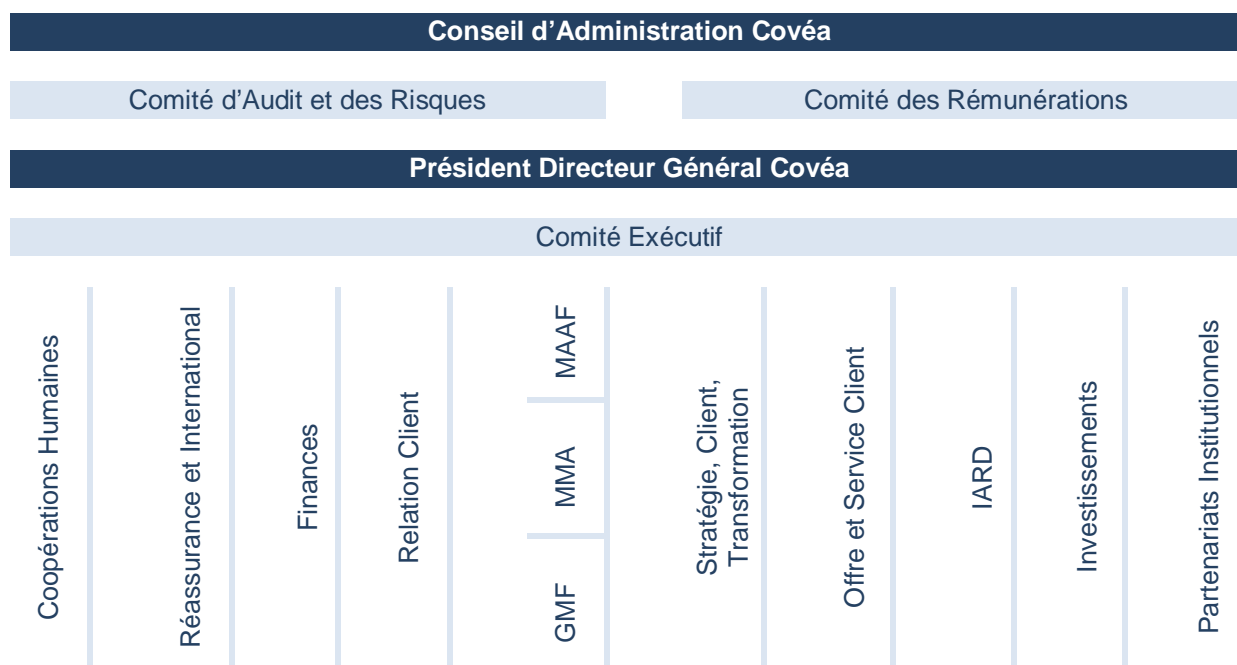 Conseil d’Administration Covéa
Comité d’Audit et des Risques
Comité des Rémunérations
Président Directeur Général Covéa
Comité Exécutif
Coopérations Humaines
Réassurance et International
Finances
Relation Client
MAAF
MMA
GMF
Stratégie, Client,
Transformation
Offre et Service Client
IARD
Investissements
Partenariats Institutionnels